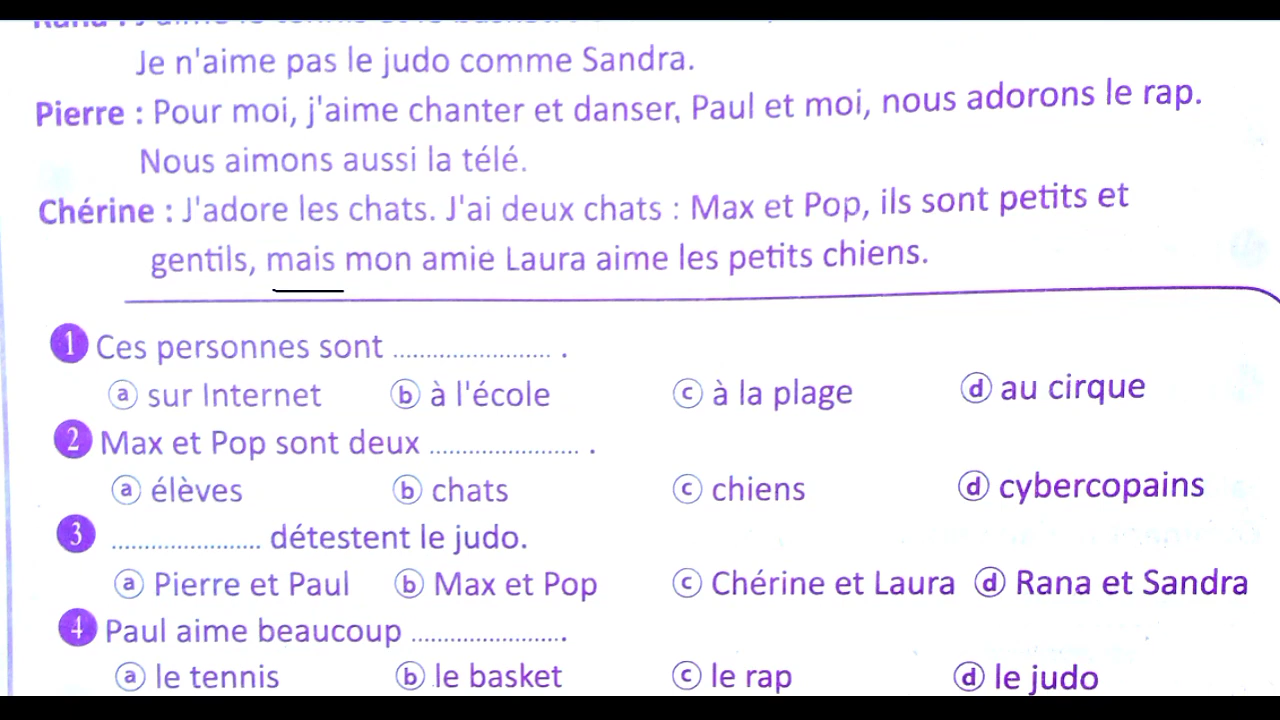 Je n'aime pas le judo comme Sandra.
Pierre : Pour moi, j'aime chanter et danser, Paul et moi, nous adorons le rap.
Nous aimons aussi la télé.
Chérine : J'adore les chats. J'ai deux chats : Max et Pop, ils sont petits et
gentils, mais mon amie Laura aime les petits chiens.
1 Ces personnes sont ........................ .
a sur Internet b à l'école c à la plage d au cirque
2 Max et Pop sont deux ....................... .
a élèves b chats c chiens d cybercopains
3 ....................... détestent le judo.
a Pierre et Paul b Max et Pop c Chérine et Laura d Rana et Sandra
4 Paul aime beaucoup ........................
a le tennis b le basket c le rap d le judo